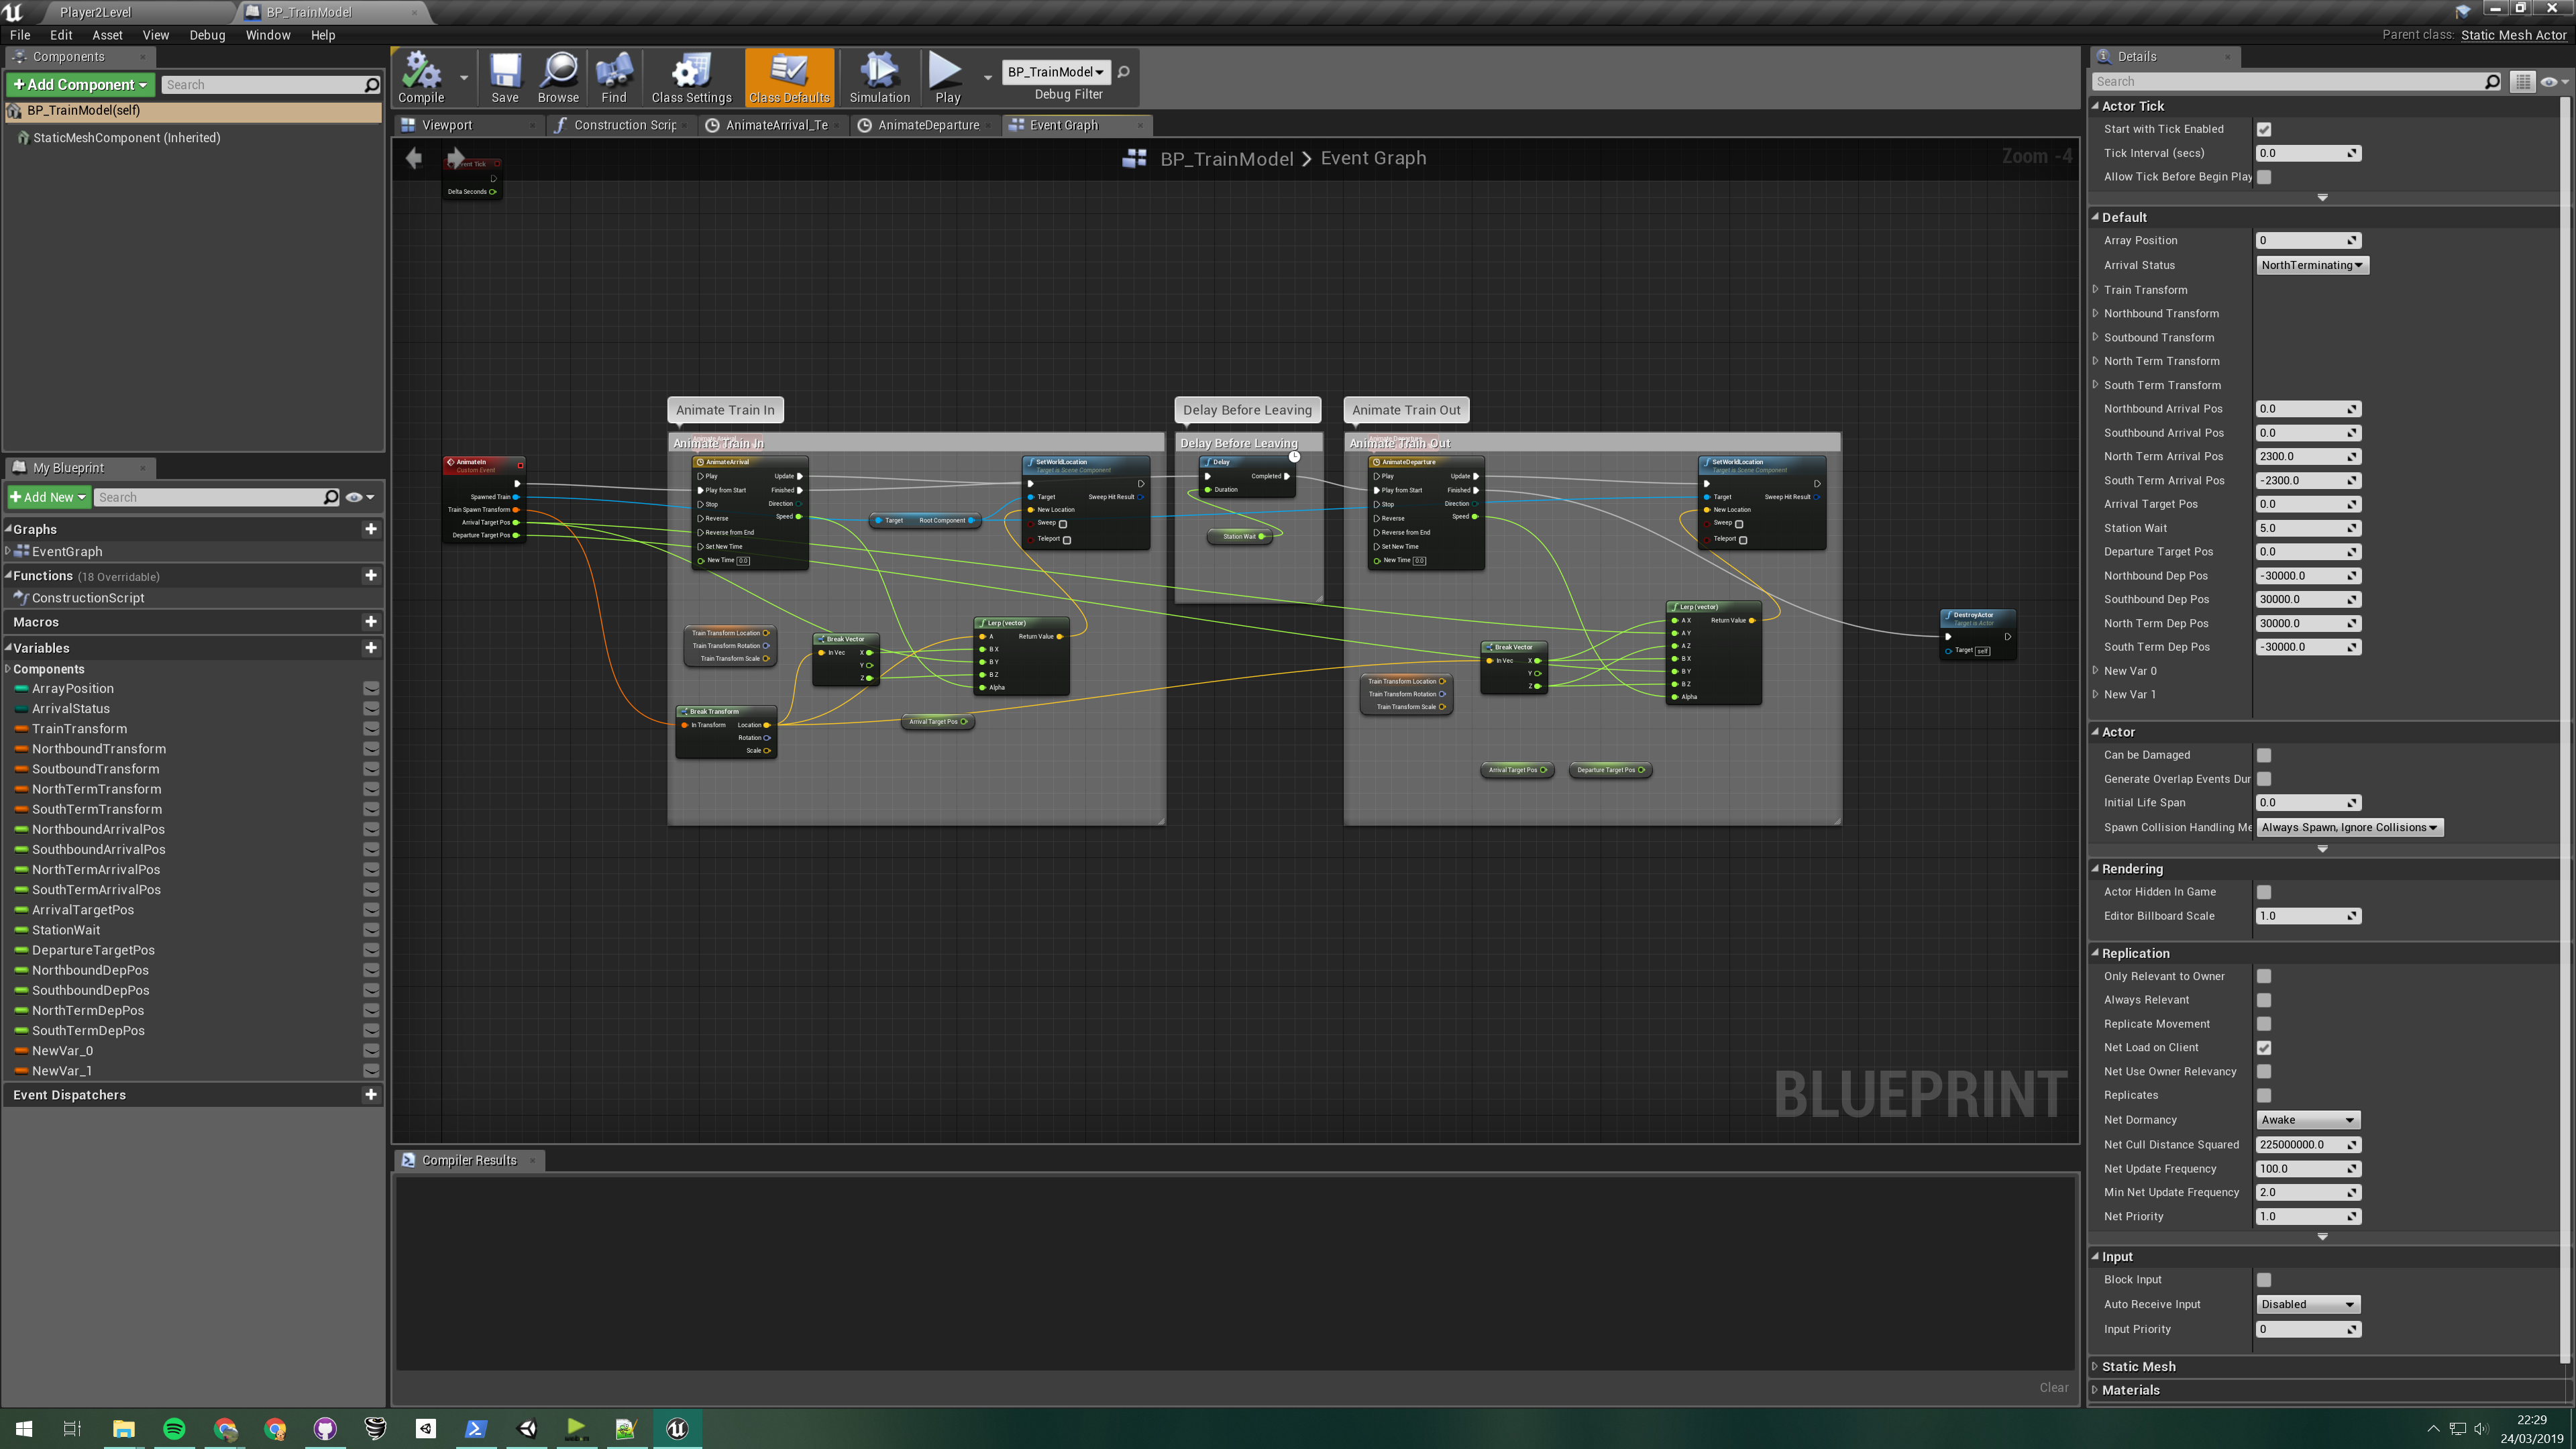 Player2Level
BP_TrainModel
File Edit Asset View Debug Window Help
Parent class: Static Mesh Actor
Components
Add Component
Search
BP_TrainModel(self)
StaticMeshComponent (Inherited)
Compile
Save
Browse
Find
Class Settings
Class Defaults
Simulation
Play
BP_TrainModel
Debug Filter
Viewport
Construction Scrip
AnimateArrival_Te
AnimateDeparture
Event Graph
BP_TrainModel > Event Graph
Zoom -4
Delta Seconds
Animate Train In
Delay Before Leaving
Animate Train Out
Animate Train In
Delay Before Leaving
Animate Train Out
AnimateIn
Custom Event
Spawned Train
Train Spawn Transform
Arrival Target Pos
Departure Target Pos
AnimateArrival
Play
Update
Play from Start
Finished
Stop
Direction
Reverse
Speed
Reverse from End
Set New Time
New Time 0.0
Target Root Component
SetWorldLocation
Target is Scene Component
Target
Sweep Hit Result
New Location
Sweep
Teleport
Delay
Completed
Duration
Station Wait
AnimateDeparture
Play
Update
Play from Start
Finished
Stop
Direction
Reverse
Speed
Reverse from End
Set New Time
New Time 0.0
SetWorldLocation
Target is Scene Component
Target
Sweep Hit Result
New Location
Sweep
Teleport
Train Transform Location
Train Transform Rotation
Train Transform Scale
Break Vector
In Vec X
Y
Z
Lerp (vector)
A Return Value
B X
B Y
B Z
Alpha
Break Transform
In Transform Location
Rotation
Scale
Arrival Target Pos
Train Transform Location
Train Transform Rotation
Train Transform Scale
Break Vector
In Vec X
Y
Z
Lerp (vector)
A X Return Value
A Y
A Z
B X
B Y
B Z
Alpha
Arrival Target Pos
Departure Target Pos
DestroyActor
Target is Actor
Target self
BLUEPRINT
Compiler Results
Clear
My Blueprint
Add New
Search
Graphs
EventGraph
Functions (18 Overridable)
ConstructionScript
Macros
Variables
Components
ArrayPosition
ArrivalStatus
TrainTransform
NorthboundTransform
SoutboundTransform
NorthTermTransform
SouthTermTransform
NorthboundArrivalPos
SouthboundArrivalPos
NorthTermArrivalPos
SouthTermArrivalPos
ArrivalTargetPos
StationWait
DepartureTargetPos
NorthboundDepPos
SouthboundDepPos
NorthTermDepPos
SouthTermDepPos
NewVar_0
NewVar_1
Event Dispatchers
Details
Search
Actor Tick
Start with Tick Enabled
Tick Interval (secs) 0.0
Allow Tick Before Begin Play
Default
Array Position 0
Arrival Status NorthTerminating
Train Transform
Northbound Transform
Soutbound Transform
North Term Transform
South Term Transform
Northbound Arrival Pos 0.0
Southbound Arrival Pos 0.0
North Term Arrival Pos 2300.0
South Term Arrival Pos -2300.0
Arrival Target Pos 0.0
Station Wait 5.0
Departure Target Pos 0.0
Northbound Dep Pos -30000.0
Southbound Dep Pos 30000.0
North Term Dep Pos 30000.0
South Term Dep Pos -30000.0
New Var 0
New Var 1
Actor
Can be Damaged
Generate Overlap Events Dur
Initial Life Span 0.0
Spawn Collision Handling Me Always Spawn, Ignore Collisions
Rendering
Actor Hidden In Game
Editor Billboard Scale 1.0
Replication
Only Relevant to Owner
Always Relevant
Replicate Movement
Net Load on Client
Net Use Owner Relevancy
Replicates
Net Dormancy Awake
Net Cull Distance Squared 225000000.0
Net Update Frequency 100.0
Min Net Update Frequency 2.0
Net Priority 1.0
Input
Block Input
Auto Receive Input Disabled
Input Priority 0
Static Mesh
Materials
22:29
24/03/2019